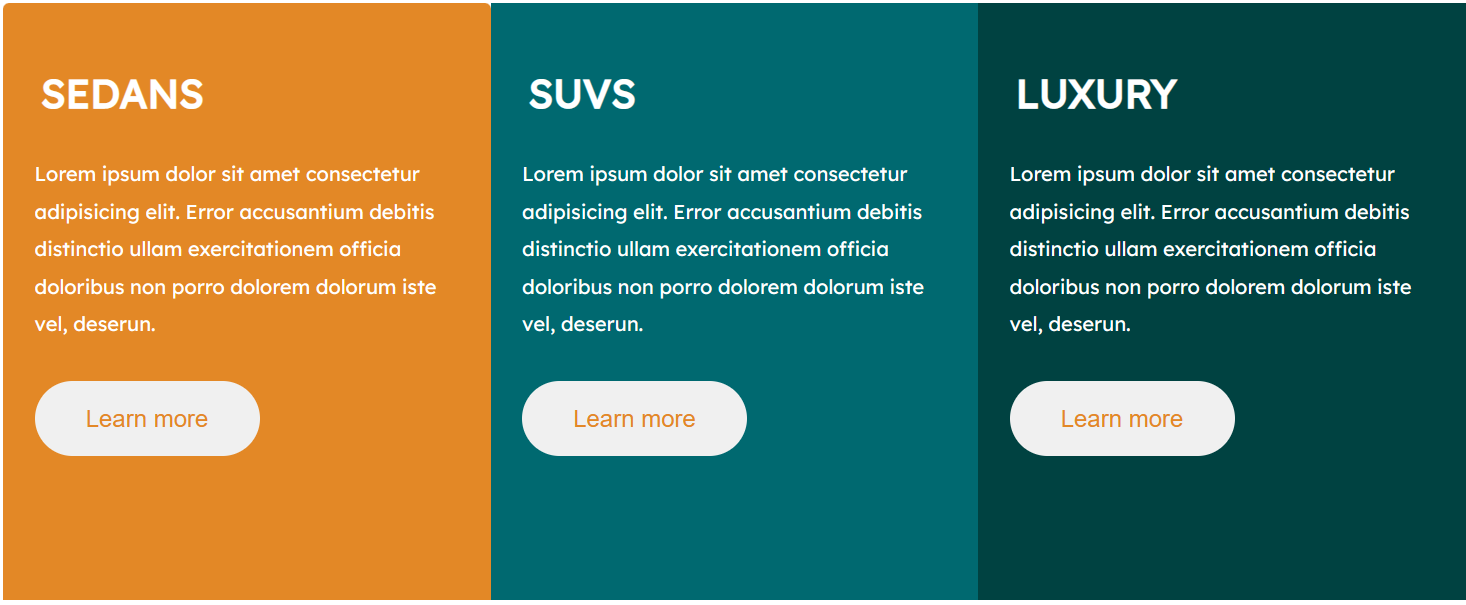 SEDANS
Lorem ipsum dolor sit amet consectetur
adipisicing elit. Error accusantium debitis
distinctio ullam exercitationem officia
doloribus non porro dolorem dolorum iste
vel, deserun.
Learn more
SUVS
Lorem ipsum dolor sit amet consectetur
adipisicing elit. Error accusantium debitis
distinctio ullam exercitationem officia
doloribus non porro dolorem dolorum iste
vel, deserun.
Learn more
LUXURY
Lorem ipsum dolor sit amet consectetur
adipisicing elit. Error accusantium debitis
distinctio ullam exercitationem officia
doloribus non porro dolorem dolorum iste
vel, deserun.
Learn more